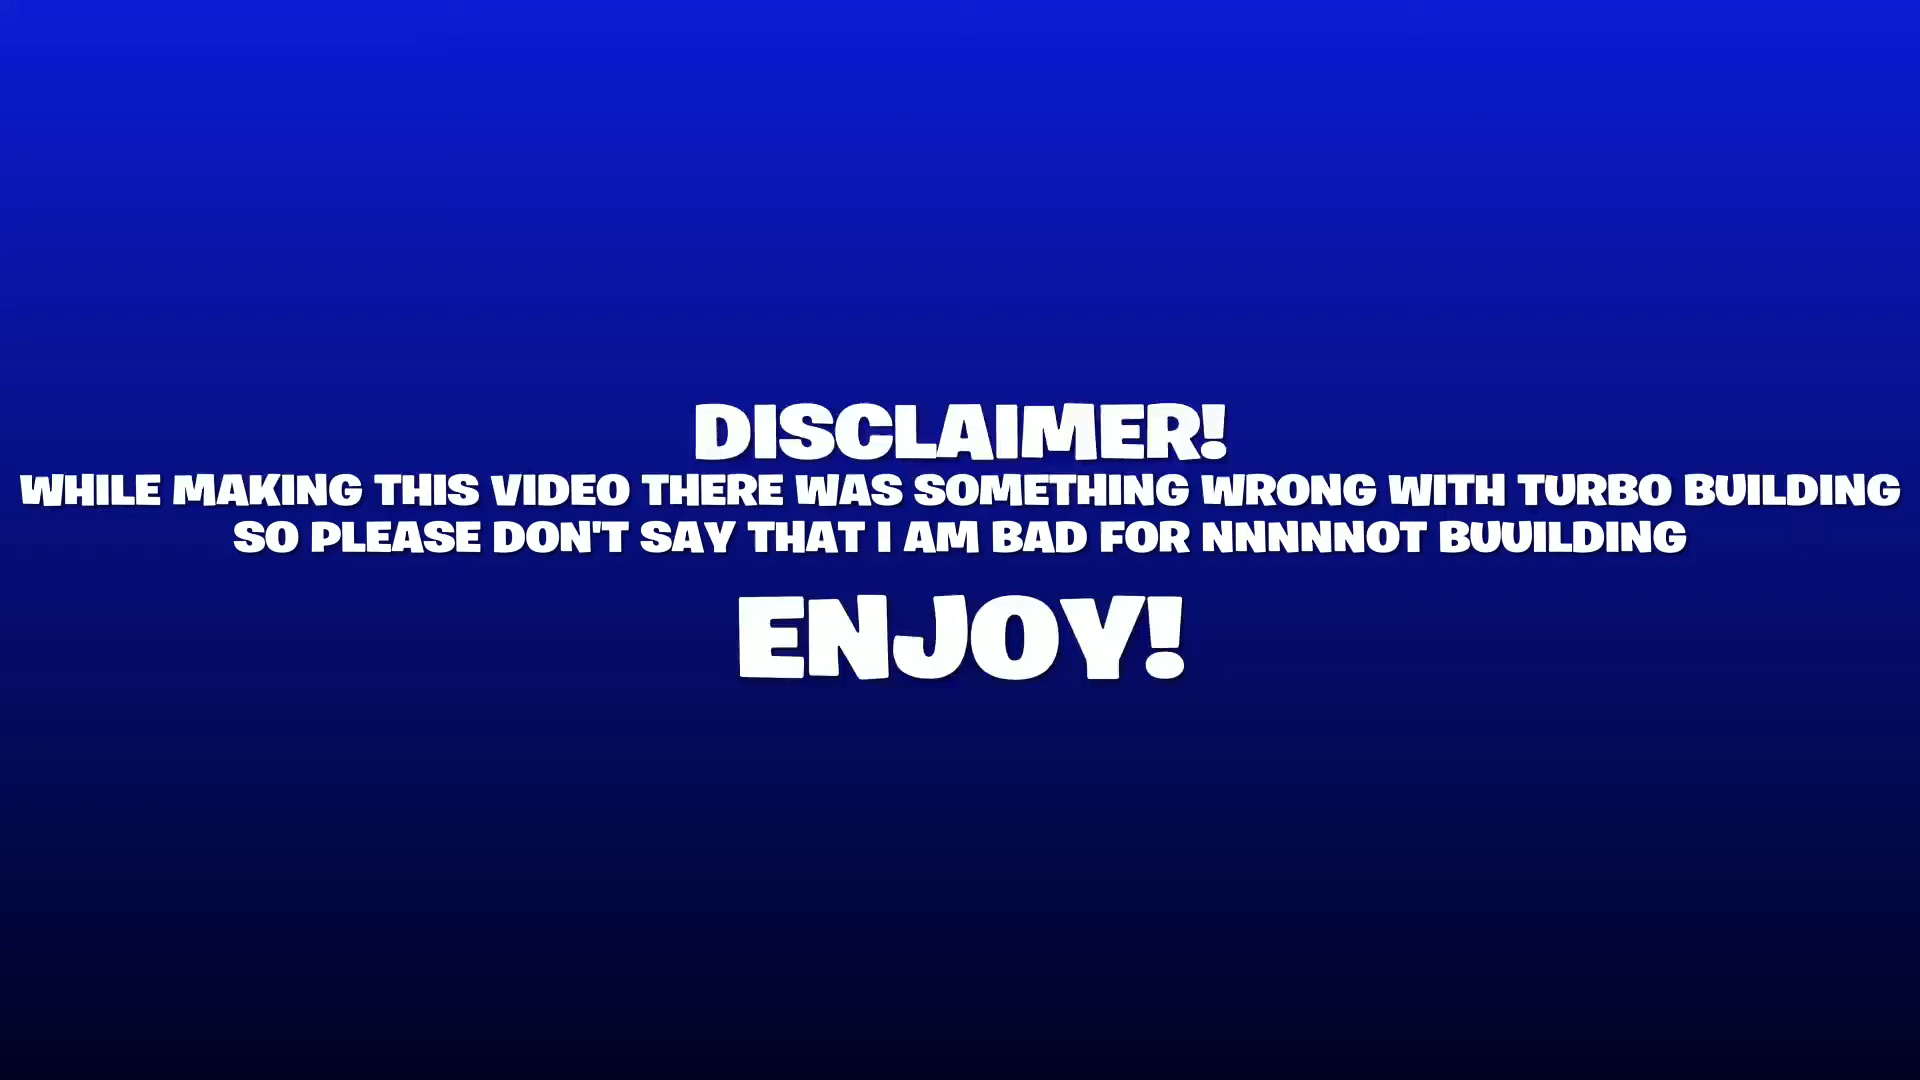 DISCLAIMER!
WHILE MAKING THIS VIDEO THERE WAS SOMETHING WRONG WITH TURBO BUILDING
SO PLEASE DON'T SAY THAT I AM BAD FOR NNNNNOT BUUILDING
ENJOY!